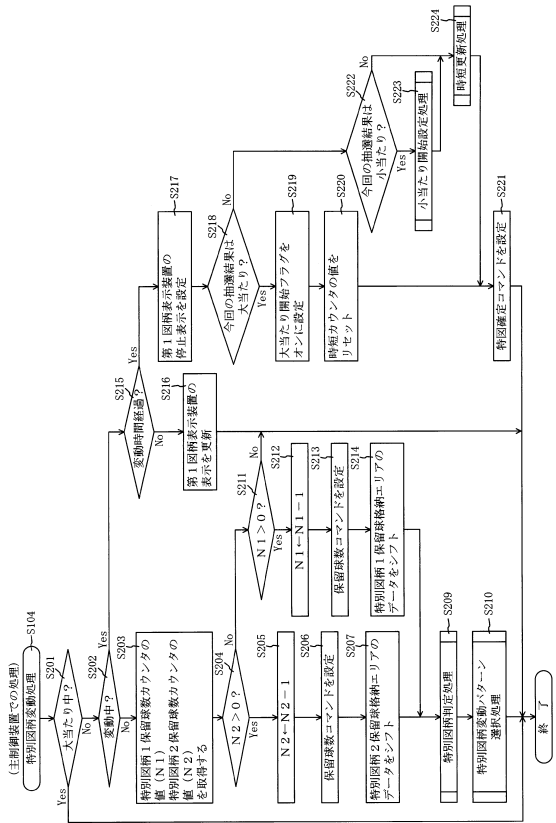 (主制御装置での処理)
特別図柄変動処理
S104
S201
大当たり中？
Yes
No
S202
変動中？
Yes
No
S203
特別図柄1保留球数カウンタの
値（N1）
特別図柄2保留球数カウンタの
値（N2）
を取得する
S204
N2>0？
No
Yes
S205
N2←N2－1
S206
保留球数コマンドを設定
S207
特別図柄2保留球格納エリアの
データをシフト
S209
特別図柄判定処理
S210
特別図柄変動パターン
選択処理
S211
N1>0？
No
Yes
S212
N1←N1－1
S213
保留球数コマンドを設定
S214
特別図柄1保留球格納エリアの
データをシフト
S215
変動時間経過？
Yes
No
S216
第1図柄表示装置の
表示を更新
S217
第1図柄表示装置の
停止表示を設定
S218
今回の抽選結果は
大当たり？
No
Yes
S219
大当たり開始フラグを
オンに設定
S220
時短カウンタの値を
リセット
S222
今回の抽選結果は
小当たり？
No
Yes
S223
小当たり開始設定処理
S224
時短更新処理
S221
特図確定コマンドを設定
終了